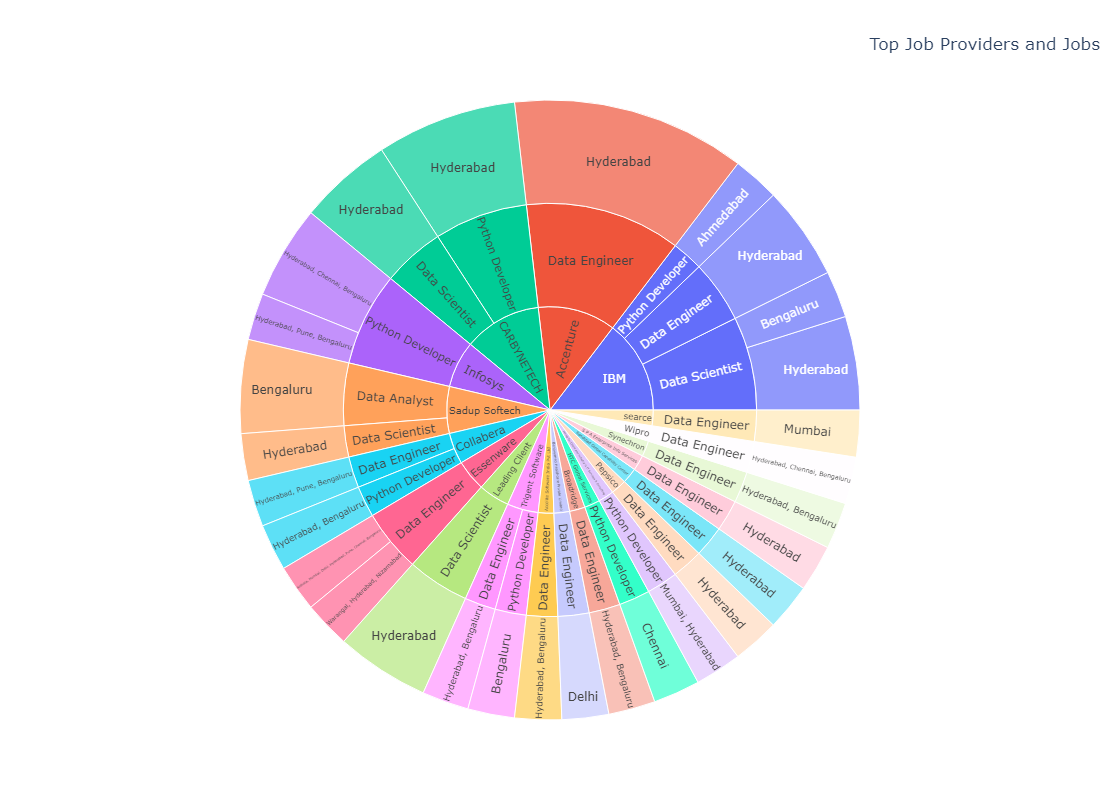 Top Job Providers and Jobs
IBM
Data Scientist
Hyderabad
Bengaluru
Data Engineer
Hyderabad
Python Developer
Ahmedabad
Accenture
Data Engineer
Hyderabad
CARBYNETECH
Python Developer
Hyderabad
Data Scientist
Hyderabad
Infosys
Python Developer
Hyderabad, Chennai, Bengaluru
Hyderabad, Pune, Bengaluru
Sadup Softech
Data Analyst
Bengaluru
Data Scientist
Hyderabad
Collabera
Data Engineer
Hyderabad, Pune, Bengaluru
Python Developer
Hyderabad, Bengaluru
Essenware
Data Engineer
Warangal, Hyderabad, Nizamabad
Leading Client
Data Scientist
Hyderabad
Trigent Software
Data Engineer
Hyderabad, Bengaluru
Python Developer
Bengaluru
Data Engineer
Hyderabad, Bengaluru
Data Engineer
Delhi
Broadridge
Data Engineer
Hyderabad, Bengaluru
Python Developer
Chennai
Python Developer
Mumbai, Hyderabad
Pepsico
Data Engineer
Hyderabad
Data Engineer
Hyderabad
Data Engineer
Hyderabad
Synechron
Data Engineer
Hyderabad, Bengaluru
Wipro
Data Engineer
Hyderabad, Chennai, Bengaluru
searce
Data Engineer
Mumbai